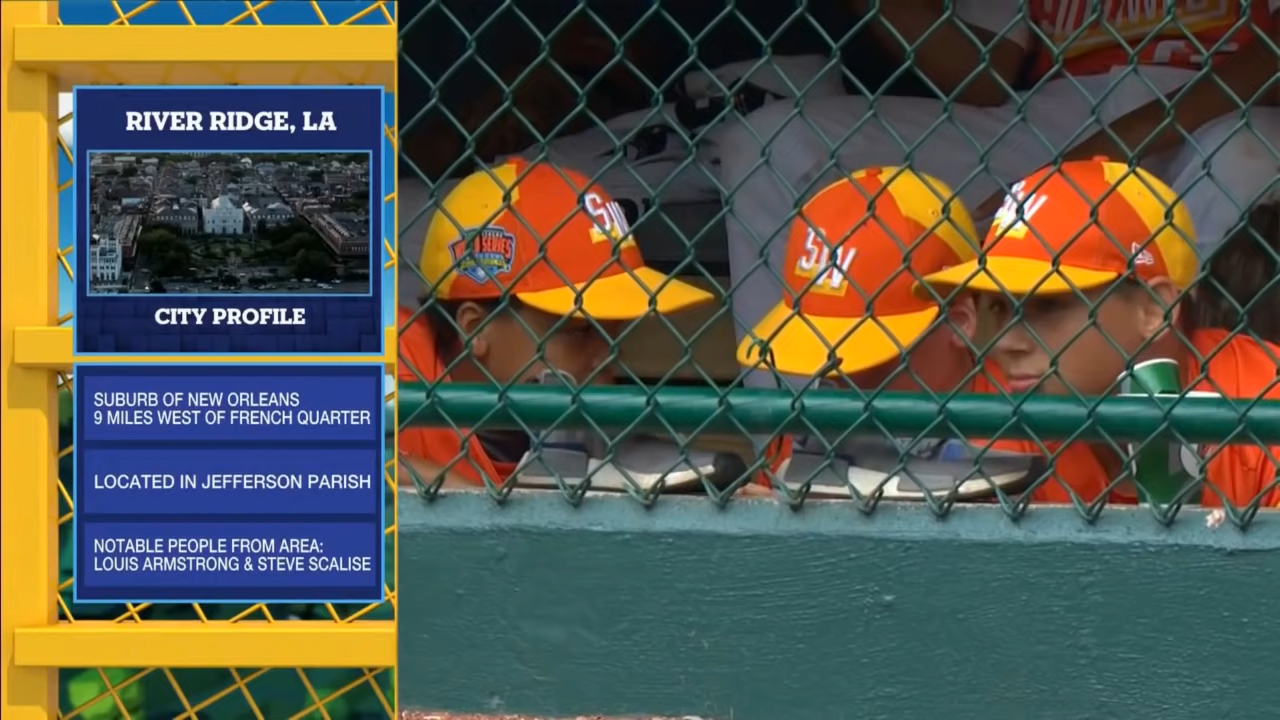 RIVER RIDGE, LA
CITY PROFILE
SUBURB OF NEW ORLEANS
9 MILES WEST OF FRENCH QUARTER
LOCATED IN JEFFERSON PARISH
NOTABLE PEOPLE FROM AREA:
LOUIS ARMSTRONG & STEVE SCALISE
SW
SERIES
SW
SW